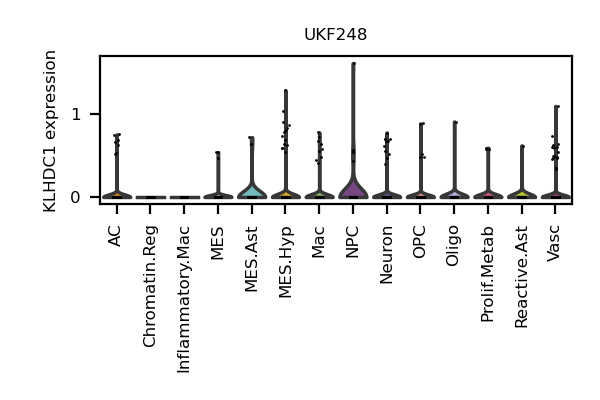 UKF248
KLHDC1 expression
1
0
AC
Chromatin.Reg
Inflammatory.Mac
MES
MES.Ast
MES.Hyp
Mac
NPC
Neuron
OPC
Oligo
Prolif.Metab
Reactive.Ast
Vasc